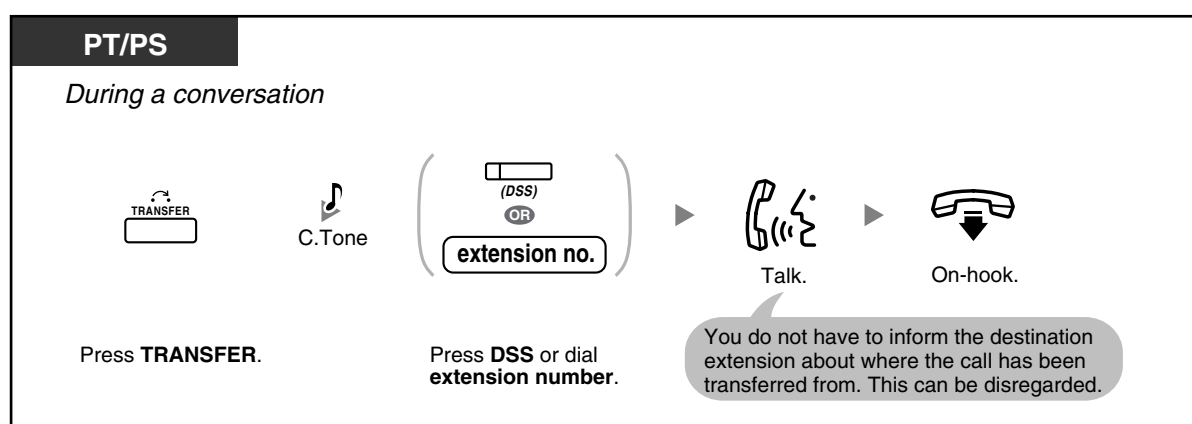 PT/PS
During a conversation
TRANSFER
C.Tone
(DSS)
OR
extension no.
Talk.
On-hook.
Press TRANSFER.
Press DSS or dial
extension number.
You do not have to inform the destination
extension about where the call has been
transferred from. This can be disregarded.